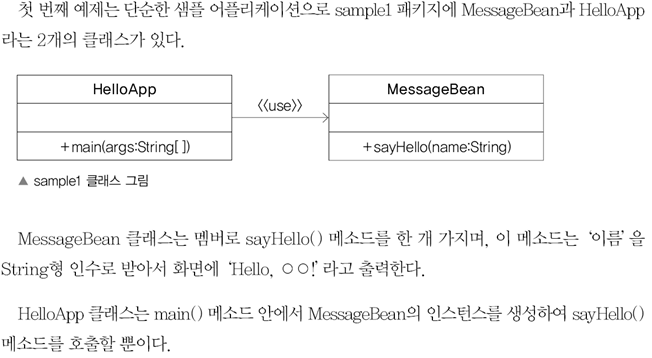 첫 번째 예제는 단순한 샘플 어플리케이션으로 sample1 패키지에 MessageBean과 HelloApp
라는 2개의 클래스가 있다.
HelloApp
MessageBean
<<use>>
+main(args:String[ ])
+sayHello(name:String)
▲ sample1 클래스 그림
MessageBean 클래스는 멤버로 sayHello() 메소드를 한 개 가지며, 이 메소드는 '이름'을
String형 인수로 받아서 화면에 'Hello, ○○!'라고 출력한다.
HelloApp 클래스는 main() 메소드 안에서 MessageBean의 인스턴스를 생성하여 sayHello()
메소드를 호출할 뿐이다.